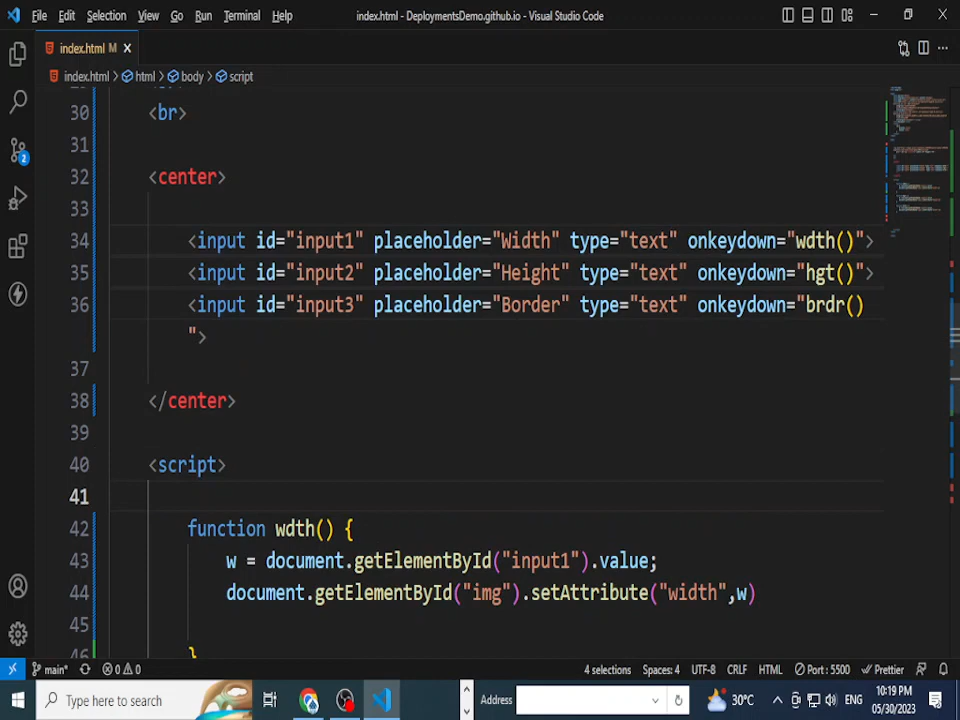 File Edit Selection View Go Run Terminal Help index.html - DeploymentsDemo.github.io - Visual Studio Code
index.html M
index.html > html > body > script
30 <br>
31
32 <center>
33
34 <input id="input1" placeholder="Width" type="text" onkeydown="wdth()">
35 <input id="input2" placeholder="Height" type="text" onkeydown="hgt()">
36 <input id="input3" placeholder="Border" type="text" onkeydown="brdr()
">
37
38 </center>
39
40 <script>
41
42 function wdth() {
43 w = document.getElementById("input1").value;
44 document.getElementById("img").setAttribute("width",w)
45
46 }
2
main* 0 0 4 selections Spaces: 4 UTF-8 CRLF HTML Port : 5500 Prettier
Type here to search Address 30°C ENG 10:19 PM
05/30/2023